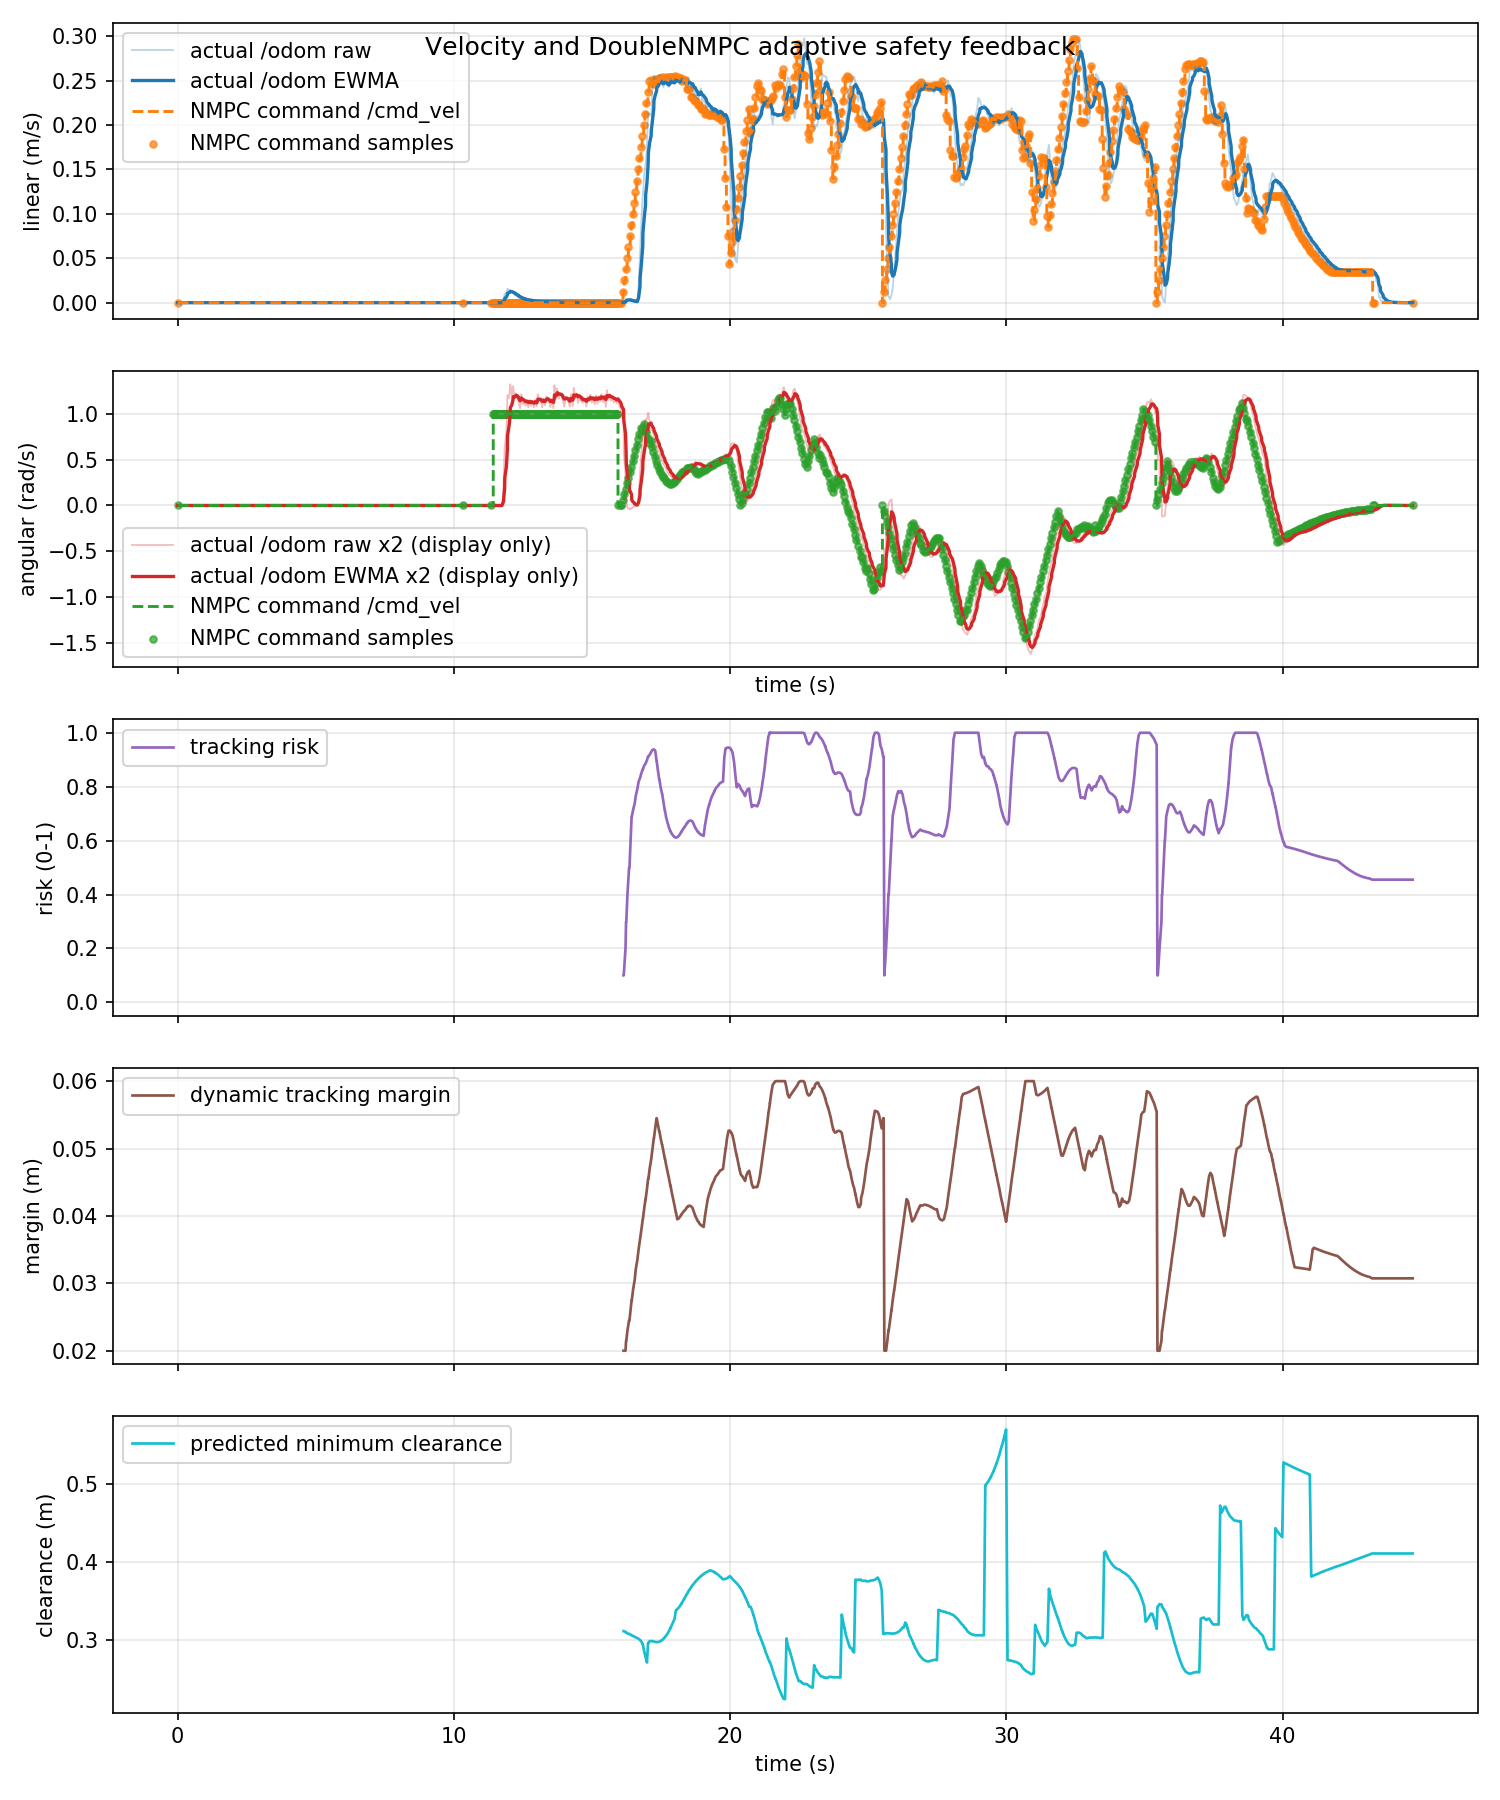 Velocity and DoubleNMPC adaptive safety feedback
0.30
0.25
0.20
0.15
0.10
0.05
0.00
linear (m/s)
actual /odom raw
actual /odom EWMA
NMPC command /cmd_vel
NMPC command samples
1.0
0.5
0.0
−0.5
−1.0
−1.5
angular (rad/s)
actual /odom raw x2 (display only)
actual /odom EWMA x2 (display only)
NMPC command /cmd_vel
NMPC command samples
time (s)
1.0
0.8
0.6
0.4
0.2
0.0
risk (0-1)
tracking risk
0.06
0.05
0.04
0.03
0.02
margin (m)
dynamic tracking margin
0.5
0.4
0.3
clearance (m)
predicted minimum clearance
0 10 20 30 40
time (s)